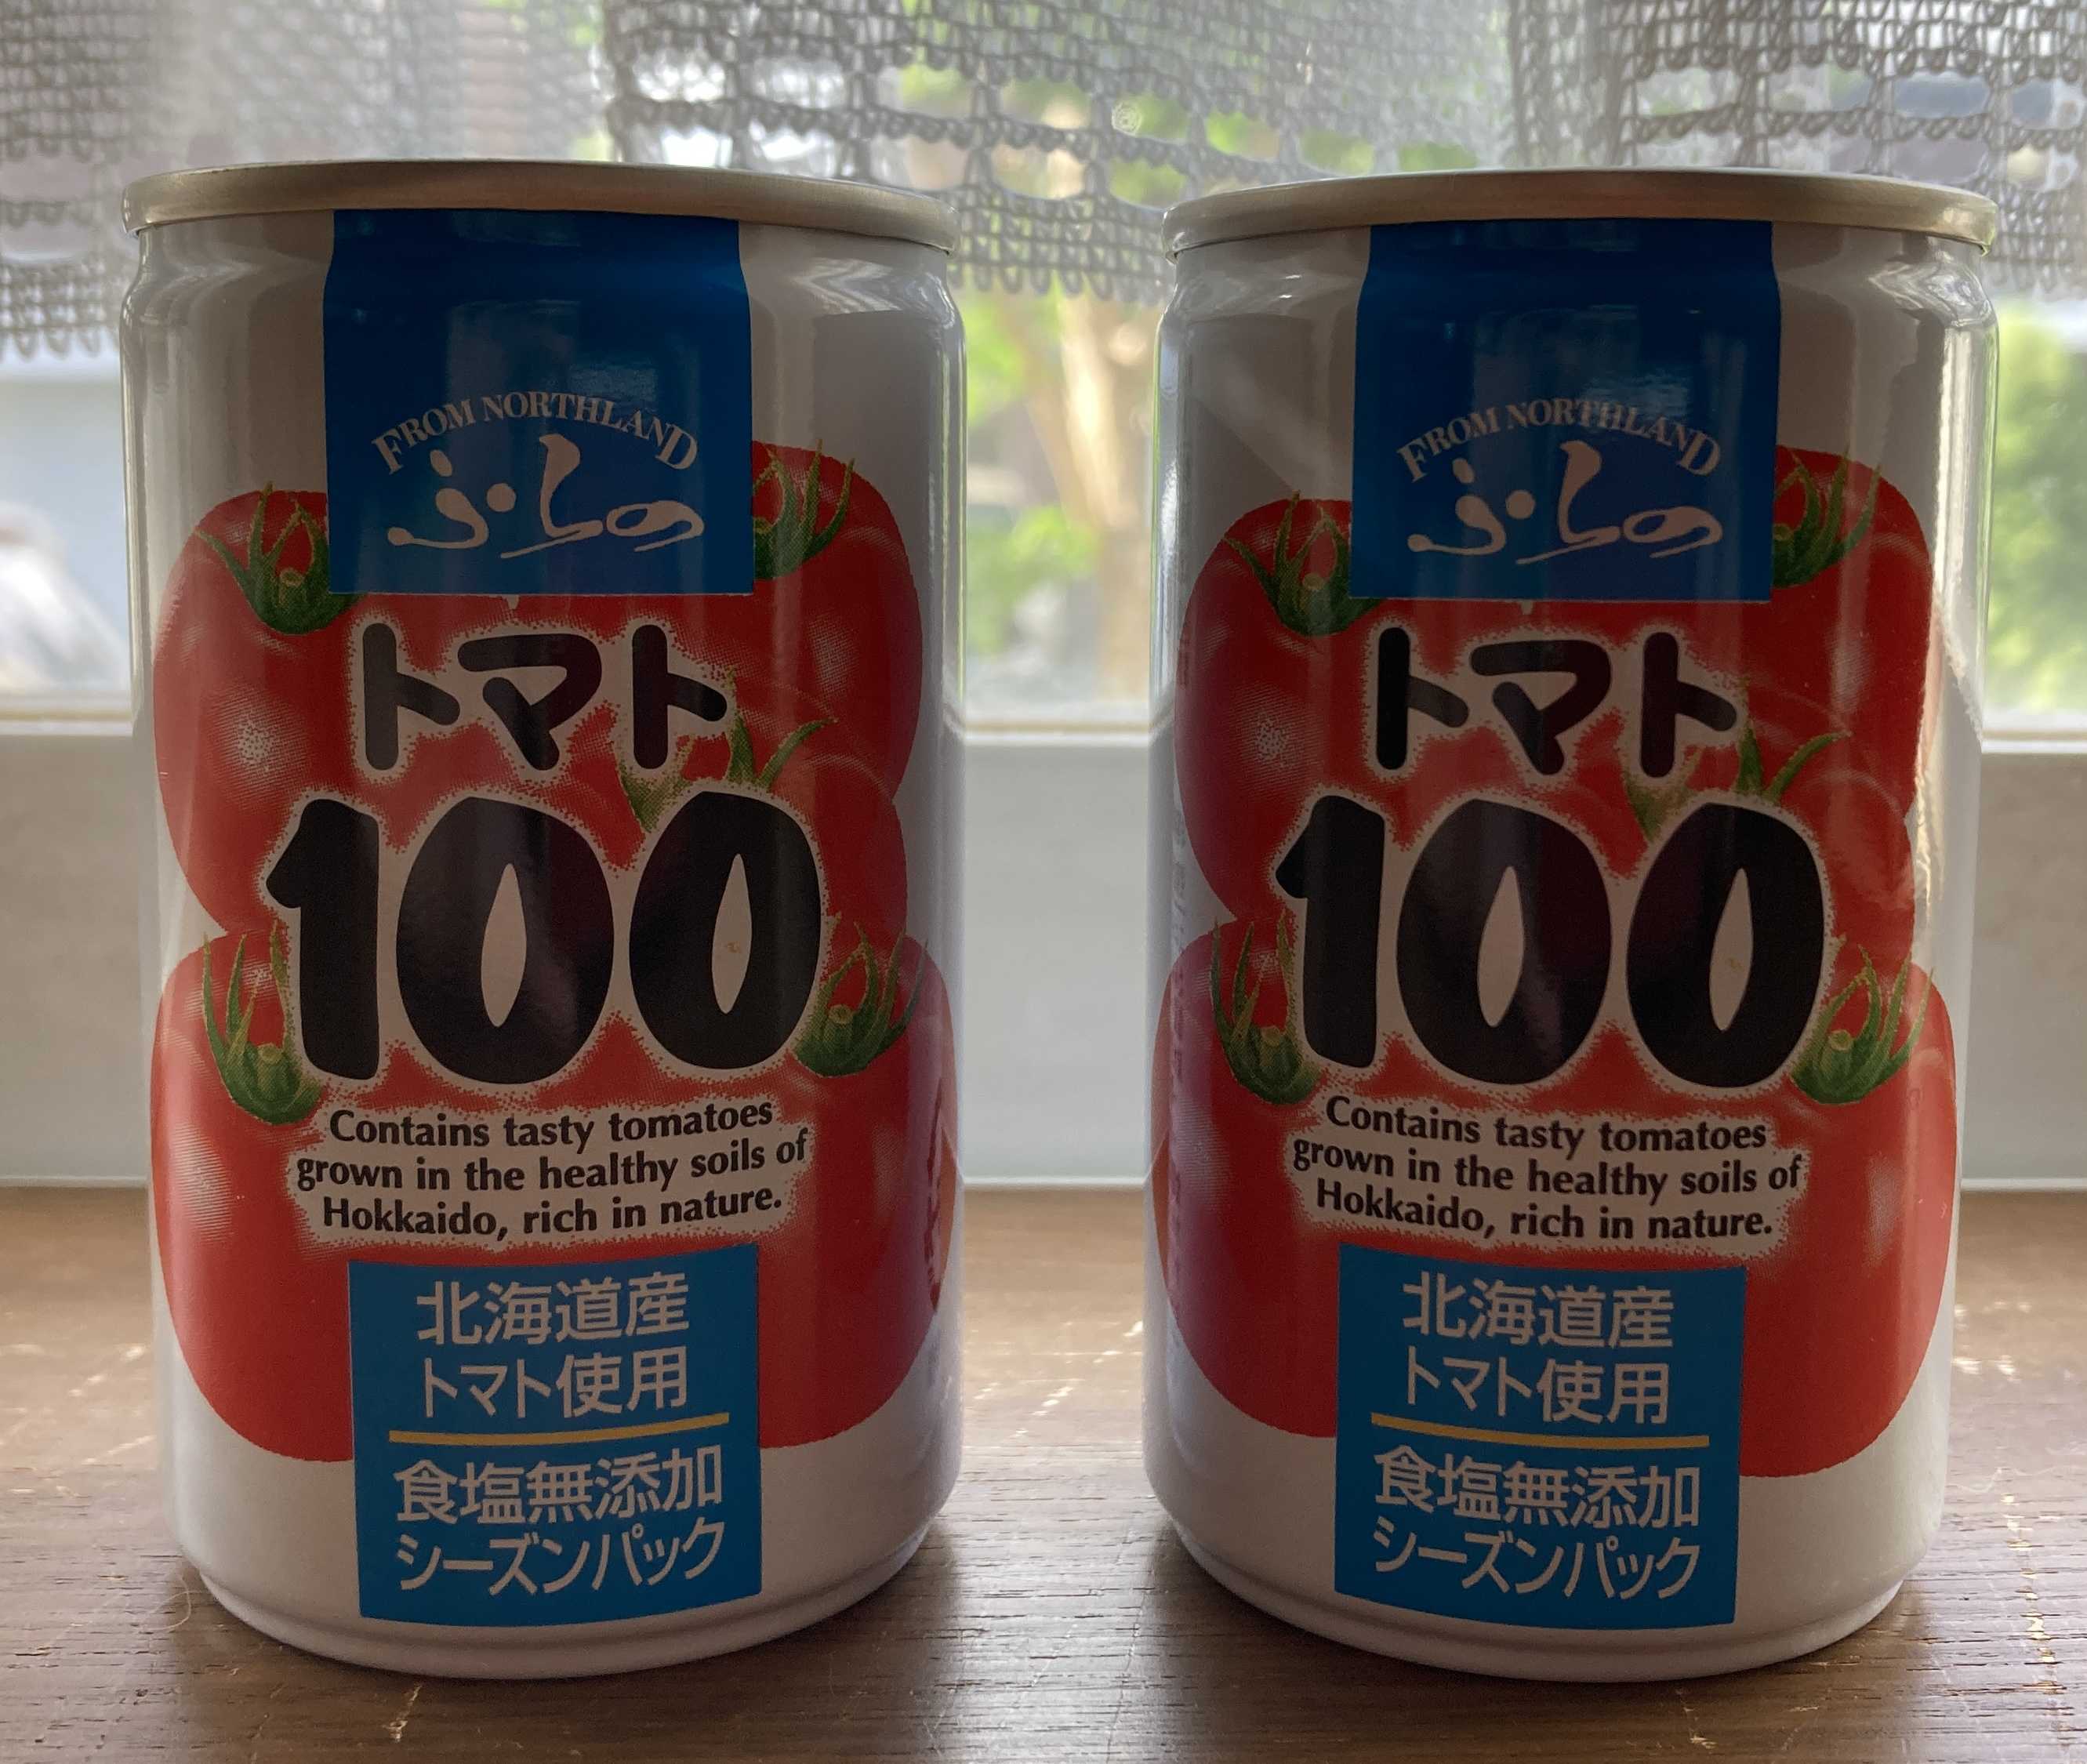 FROM NORTHLAND
ふらの
トマト
100
Contains tasty tomatoes
grown in the healthy soils of
Hokkaido, rich in nature.
北海道産
トマト使用
食塩無添加
シーズンパック
FROM NORTHLAND
ふらの
トマト
100
Contains tasty tomatoes
grown in the healthy soils of
Hokkaido, rich in nature.
北海道産
トマト使用
食塩無添加
シーズンパック